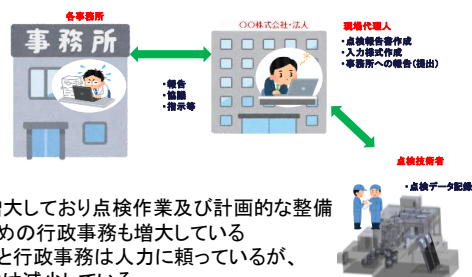 各事務所
事務所
○○株式会社・法人
現場代理人
・点検報告書作成
・入力様式作成
・事務所への報告（提出）
・報告
・協議
・指示等
点検技術者
・点検データ記録
増大しており点検作業及び計画的な整備
めの行政事務も増大している
と行政事務は人力に頼っているが、
は減少している